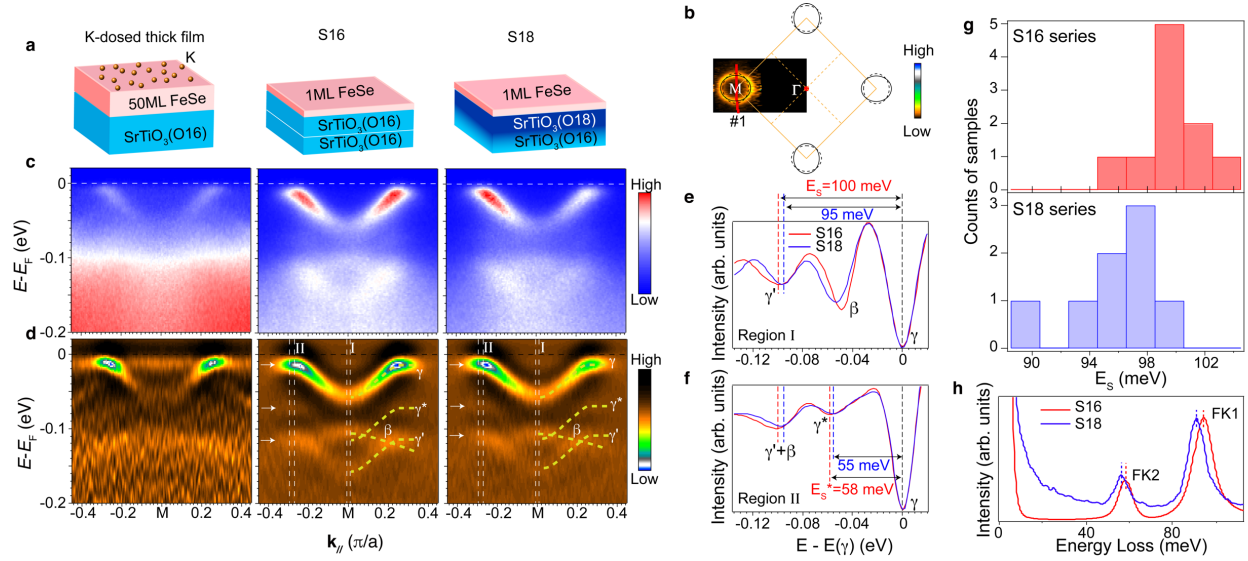 a
K-dosed thick film
S16
S18
K
50ML FeSe
SrTiO3(O16)
1ML FeSe
SrTiO3(O16)
SrTiO3(O16)
1ML FeSe
SrTiO3(O18)
SrTiO3(O16)
b
M
Γ
#1
High
Low
c
E-EF (eV)
0
-0.1
-0.2
High
Low
d
E-EF (eV)
0
-0.1
-0.2
II
I
γ
γ*
β
γ'
II
I
γ
γ*
β
γ'
High
Low
-0.4 -0.2 M 0.2 0.4
-0.4 -0.2 M 0.2 0.4
-0.4 -0.2 M 0.2 0.4
k// (π/a)
e
ES=100 meV
95 meV
S16
S18
γ'
β
γ
Region I
Intensity (arb. units)
-0.12 -0.08 -0.04 0
f
γ'+β
γ*
55 meV
ES*=58 meV
γ
Region II
Intensity (arb. units)
-0.12 -0.08 -0.04 0
E - E(γ) (eV)
g
S16 series
5
4
3
2
1
0
Counts of samples
S18 series
3
2
1
0
90 94 98 102
ES (meV)
h
S16
S18
FK1
FK2
Intensity (arb. units)
0 40 80
Energy Loss (meV)